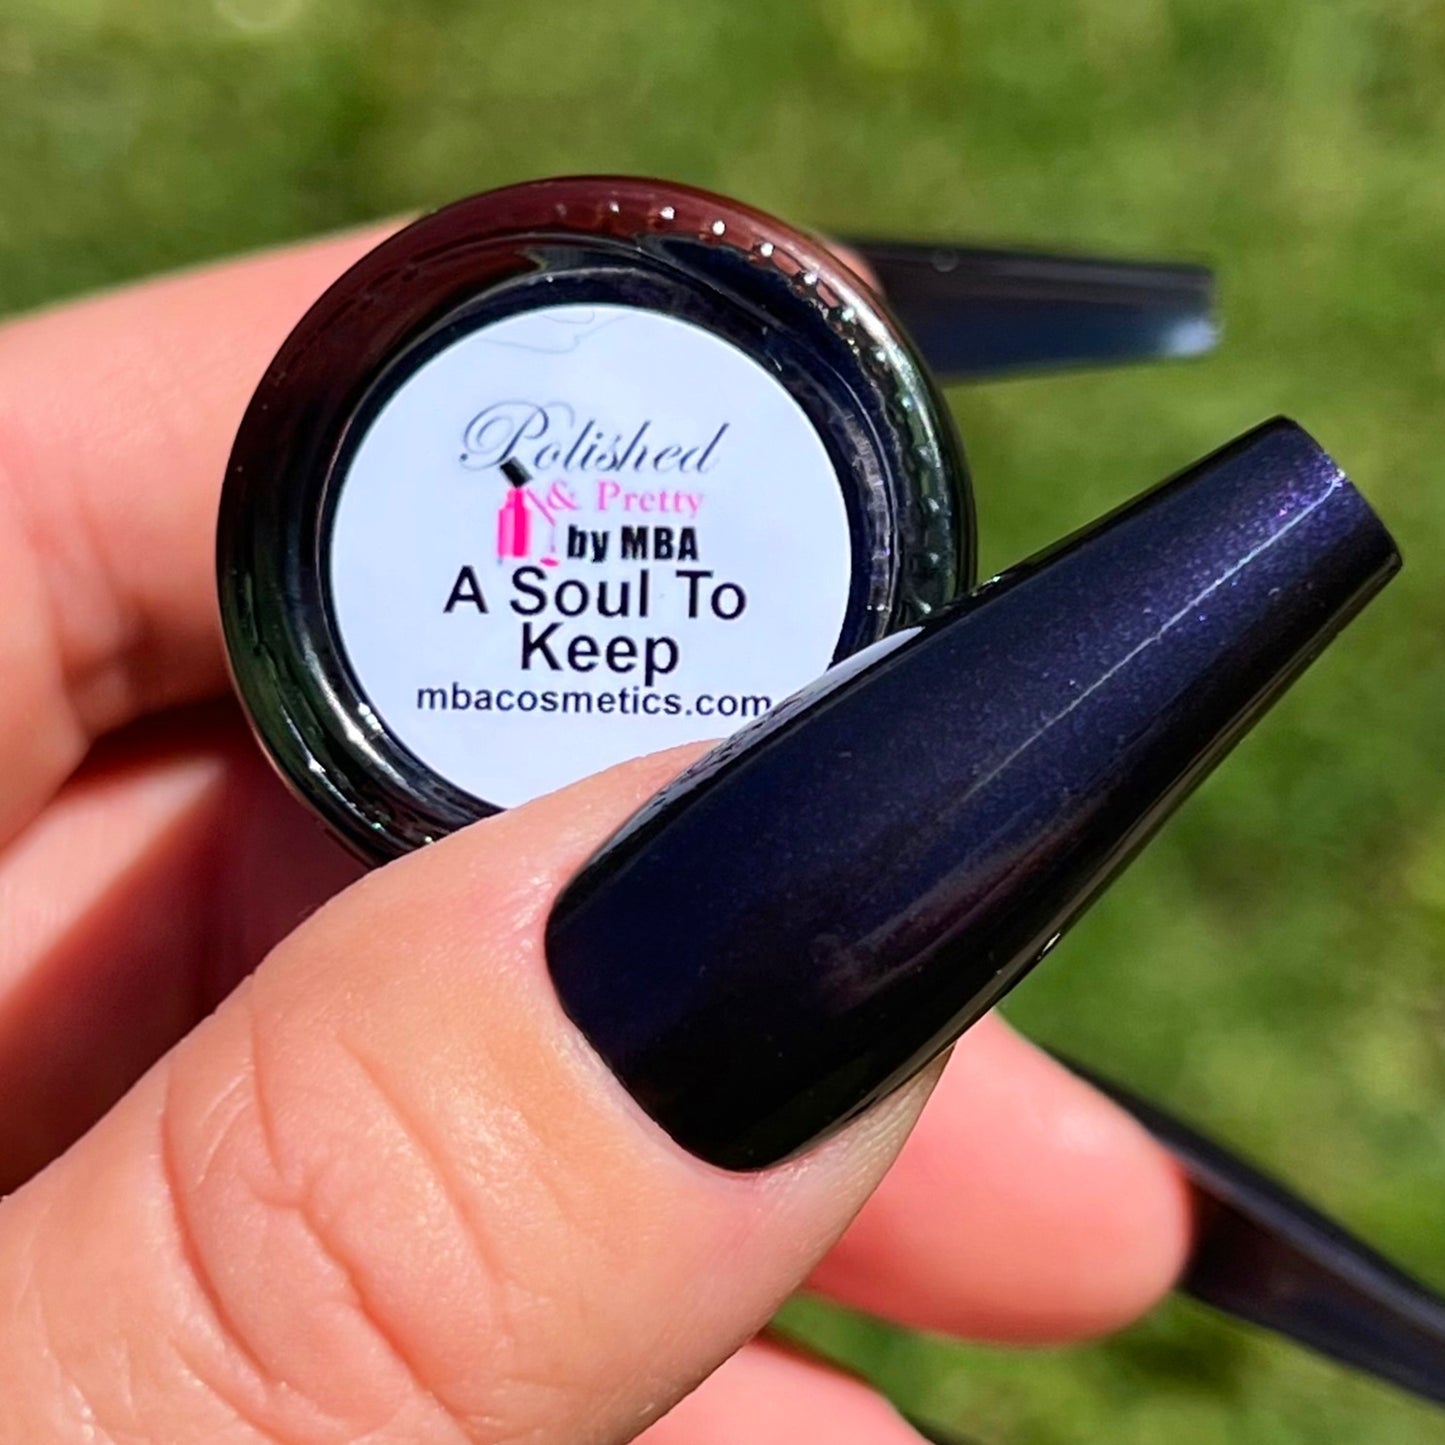 Polished
& Pretty
by MBA
A Soul To
Keep
mbacosmetics.com